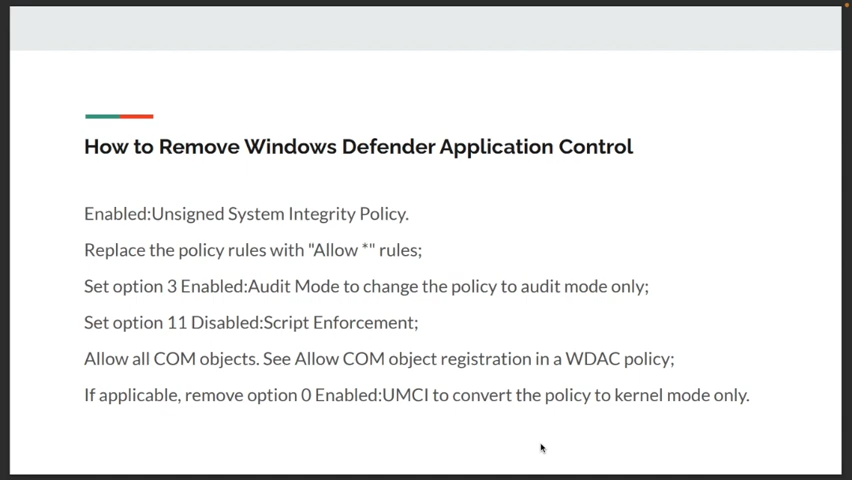 How to Remove Windows Defender Application Control
Enabled:Unsigned System Integrity Policy.
Replace the policy rules with "Allow *" rules;
Set option 3 Enabled:Audit Mode to change the policy to audit mode only;
Set option 11 Disabled:Script Enforcement;
Allow all COM objects. See Allow COM object registration in a WDAC policy;
If applicable, remove option 0 Enabled:UMCI to convert the policy to kernel mode only.